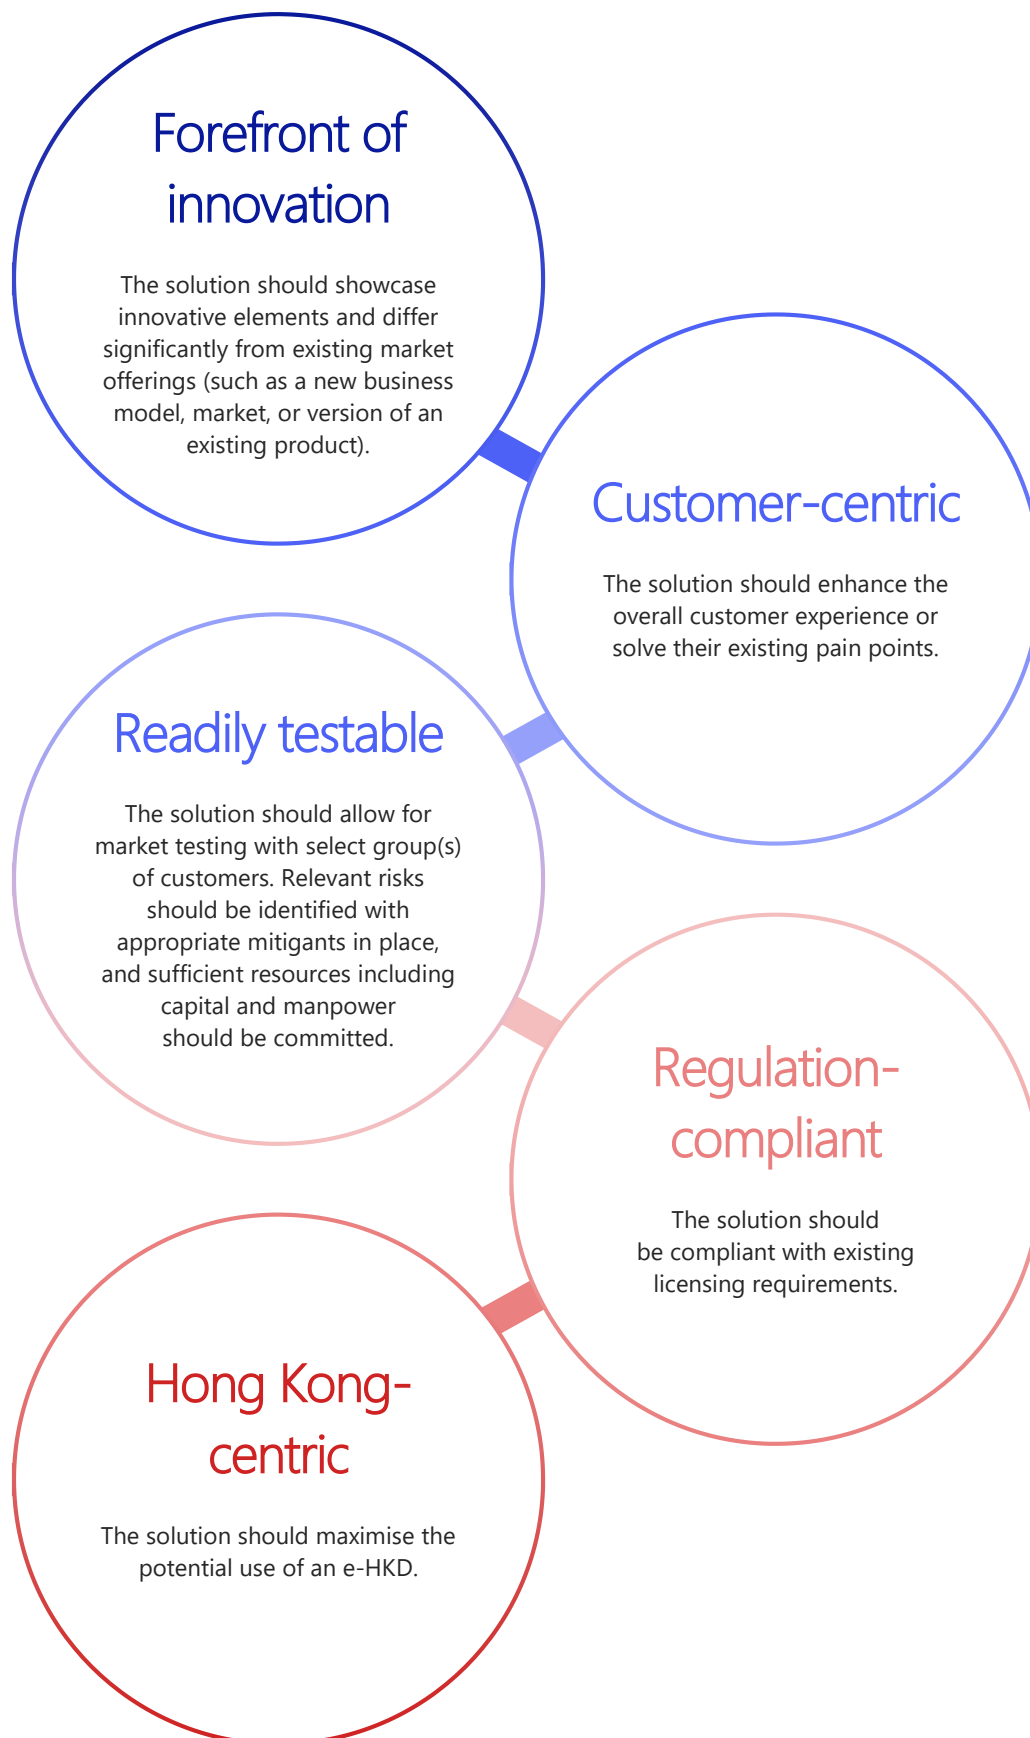 Forefront of
innovation
The solution should showcase
innovative elements and differ
significantly from existing market
offerings (such as a new business
model, market, or version of an
existing product).
Customer-centric
The solution should enhance the
overall customer experience or
solve their existing pain points.
Readily testable
The solution should allow for
market testing with select group(s)
of customers. Relevant risks
should be identified with
appropriate mitigants in place,
and sufficient resources including
capital and manpower
should be committed.
Regulation-
compliant
The solution should
be compliant with existing
licensing requirements.
Hong Kong-
centric
The solution should maximise the
potential use of an e-HKD.